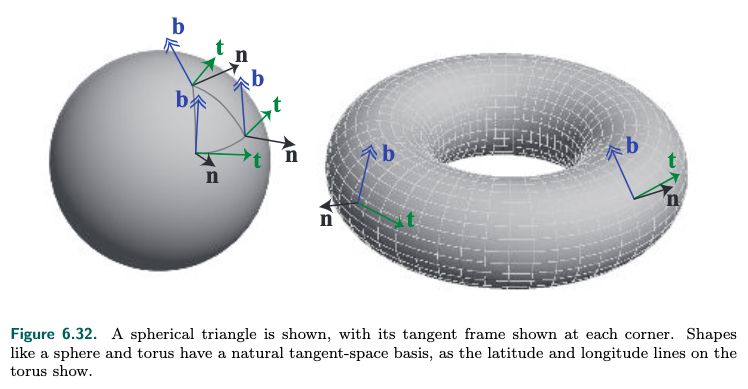 b
t
n
b
b
t
t
n
n
b
n
t
b
t
n
Figure 6.32. A spherical triangle is shown, with its tangent frame shown at each corner. Shapes
like a sphere and torus have a natural tangent-space basis, as the latitude and longitude lines on the
torus show.